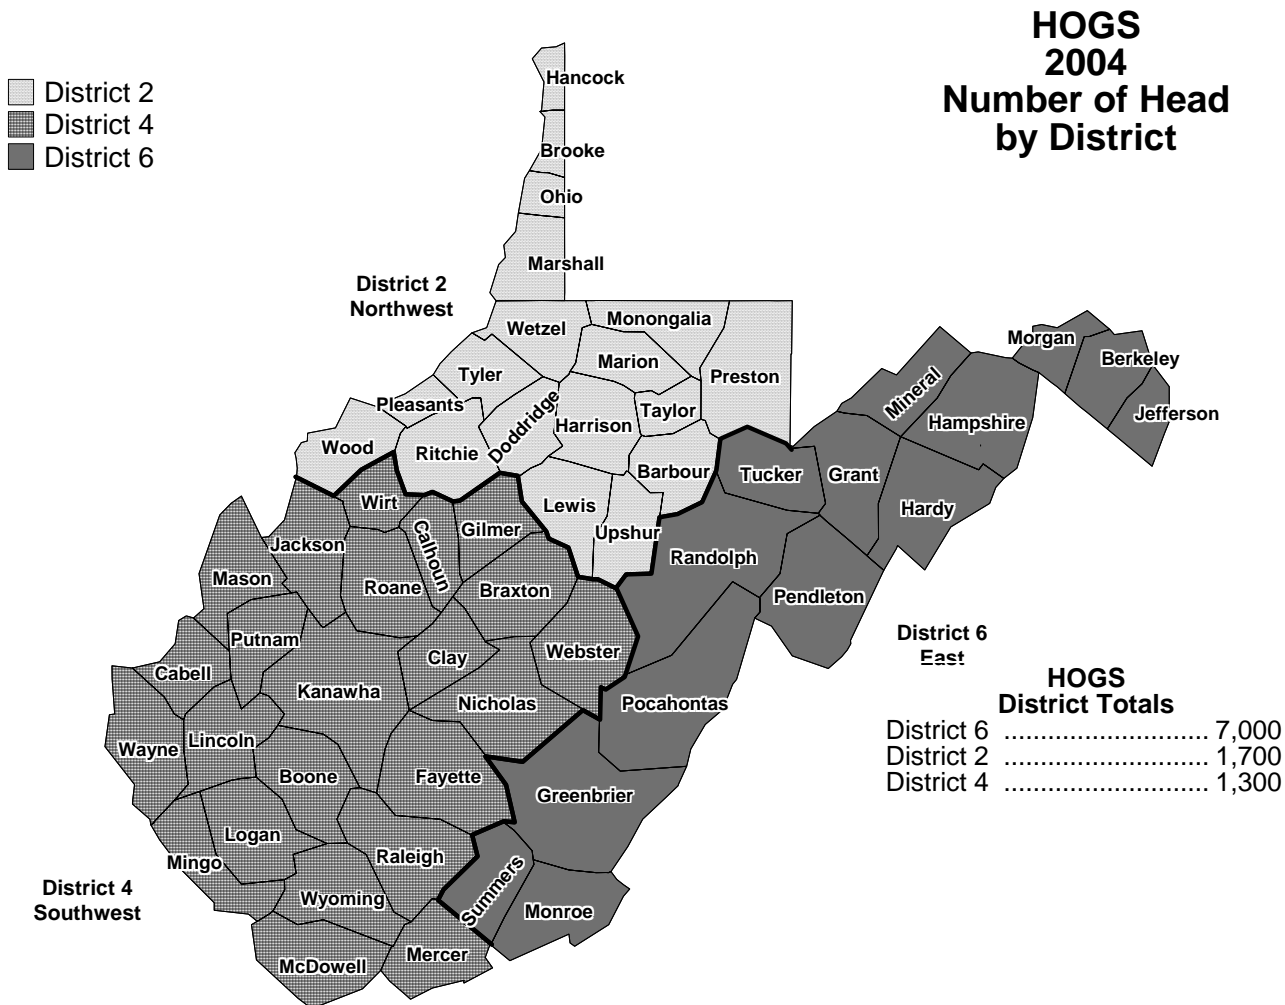 HOGS
2004
Number of Head
by District
District 2
District 4
District 6
Hancock
Brooke
Ohio
Marshall
District 2
Northwest
Wetzel
Monongalia
Marion
Preston
Tyler
Pleasants
Doddridge
Harrison
Taylor
Wood
Ritchie
Barbour
Lewis
Upshur
Morgan
Berkeley
Jefferson
Mineral
Hampshire
Tucker
Grant
Hardy
Randolph
Pendleton
Wirt
Calhoun
Gilmer
Jackson
Mason
Roane
Braxton
Putnam
Clay
Webster
Cabell
Kanawha
Nicholas
Pocahontas
Wayne
Lincoln
Boone
Fayette
Greenbrier
Logan
Mingo
Raleigh
Summers
Wyoming
Monroe
McDowell
Mercer
District 4
Southwest
District 6
East
HOGS
District Totals
District 6 ........................... 7,000
District 2 ........................... 1,700
District 4 ........................... 1,300